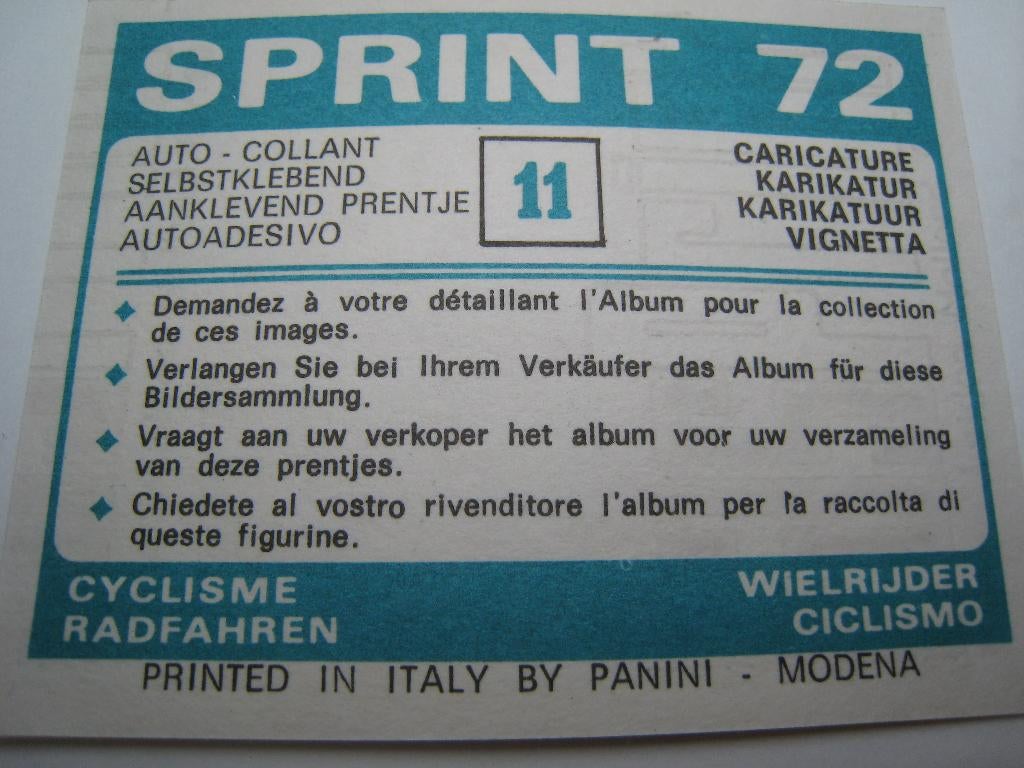 SPRINT 72
AUTO - COLLANT
SELBSTKLEBEND
AANKLEVEND PRENTJE
AUTOADESIVO
11
CARICATURE
KARIKATUR
KARIKATUUR
VIGNETTA
Demandez à votre détaillant l'Album pour la collection
de ces images.
Verlangen Sie bei Ihrem Verkäufer das Album für diese
Bildersammlung.
Vraagt aan uw verkoper het album voor uw verzameling
van deze prentjes.
Chiedete al vostro rivenditore l'album per la raccolta di
queste figurine.
CYCLISME
RADFAHREN
WIELRIJDER
CICLISMO
PRINTED IN ITALY BY PANINI - MODENA